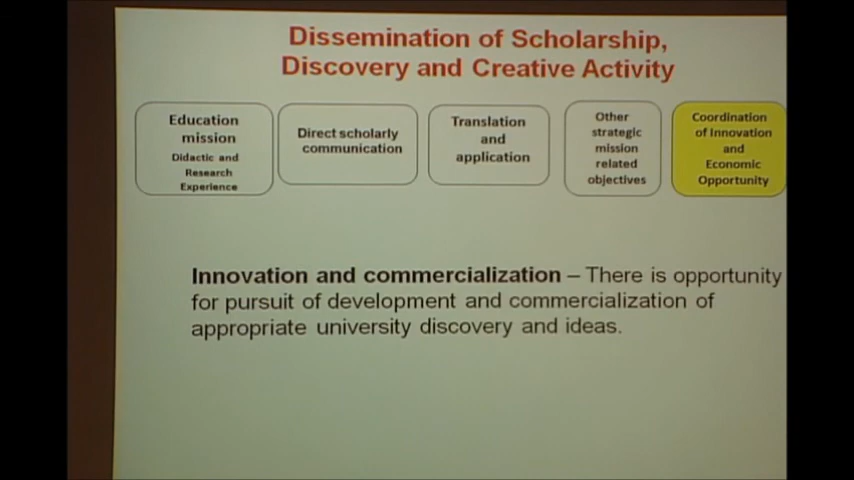 Dissemination of Scholarship,
Discovery and Creative Activity
Education
mission
Didactic and
Research
Experience
Direct scholarly
communication
Translation
and
application
Other
strategic
mission
related
objectives
Coordination
of Innovation
and
Economic
Opportunity
Innovation and commercialization – There is opportunity
for pursuit of development and commercialization of
appropriate university discovery and ideas.